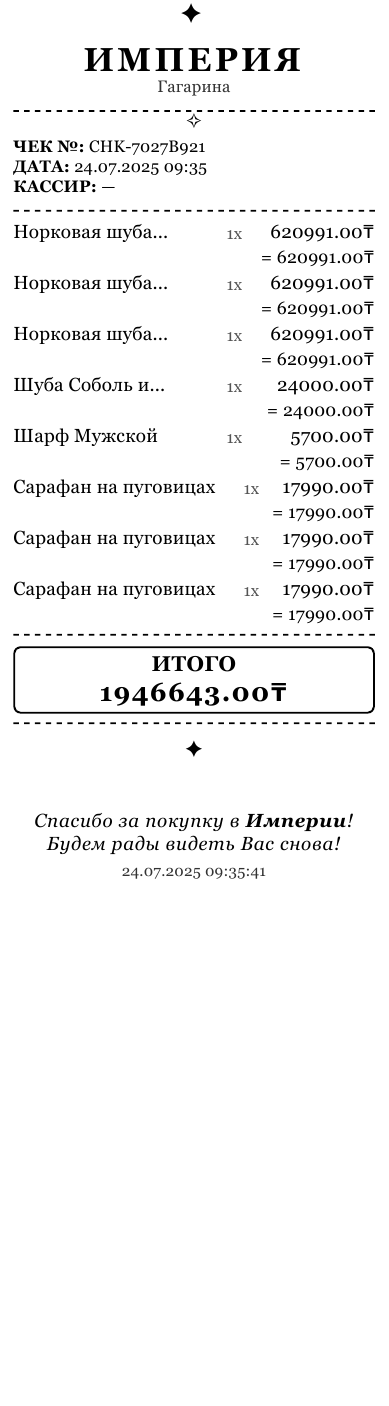 ИМПЕРИЯ
Гагарина
ЧЕК №: CHK-7027B921
ДАТА: 24.07.2025 09:35
КАССИР: —
Норковая шуба... 1x 620991.00₸
= 620991.00₸
Норковая шуба... 1x 620991.00₸
= 620991.00₸
Норковая шуба... 1x 620991.00₸
= 620991.00₸
Шуба Соболь и... 1x 24000.00₸
= 24000.00₸
Шарф Мужской 1x 5700.00₸
= 5700.00₸
Сарафан на пуговицах 1x 17990.00₸
= 17990.00₸
Сарафан на пуговицах 1x 17990.00₸
= 17990.00₸
Сарафан на пуговицах 1x 17990.00₸
= 17990.00₸
ИТОГО
1946643.00₸
Спасибо за покупку в Империи!
Будем рады видеть Вас снова!
24.07.2025 09:35:41